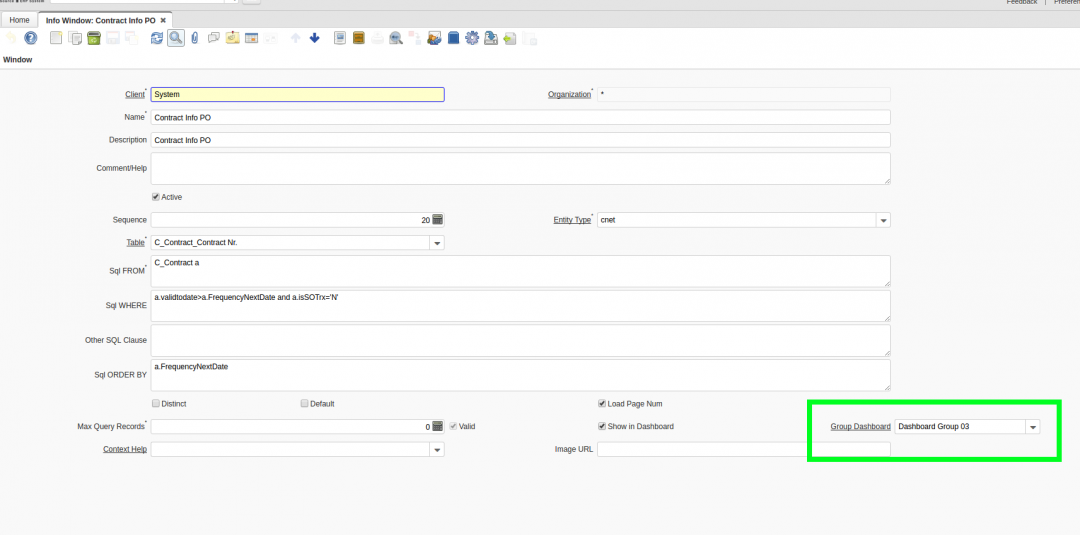 Feedback | Preferen
Home Info Window: Contract Info PO
Window
Client* System Organization* *
Name* Contract Info PO
Description Contract Info PO
Comment/Help
Active
Sequence 20 Entity Type* cnet
Table* C_Contract_Contract Nr.
Sql FROM* C_Contract a
Sql WHERE a.validtodate>a.FrequencyNextDate and a.isSOTrx='N'
Other SQL Clause
Sql ORDER BY a.FrequencyNextDate
Distinct Default Load Page Num
Max Query Records* 0 Valid Show in Dashboard Group Dashboard Dashboard Group 03
Context Help Image URL